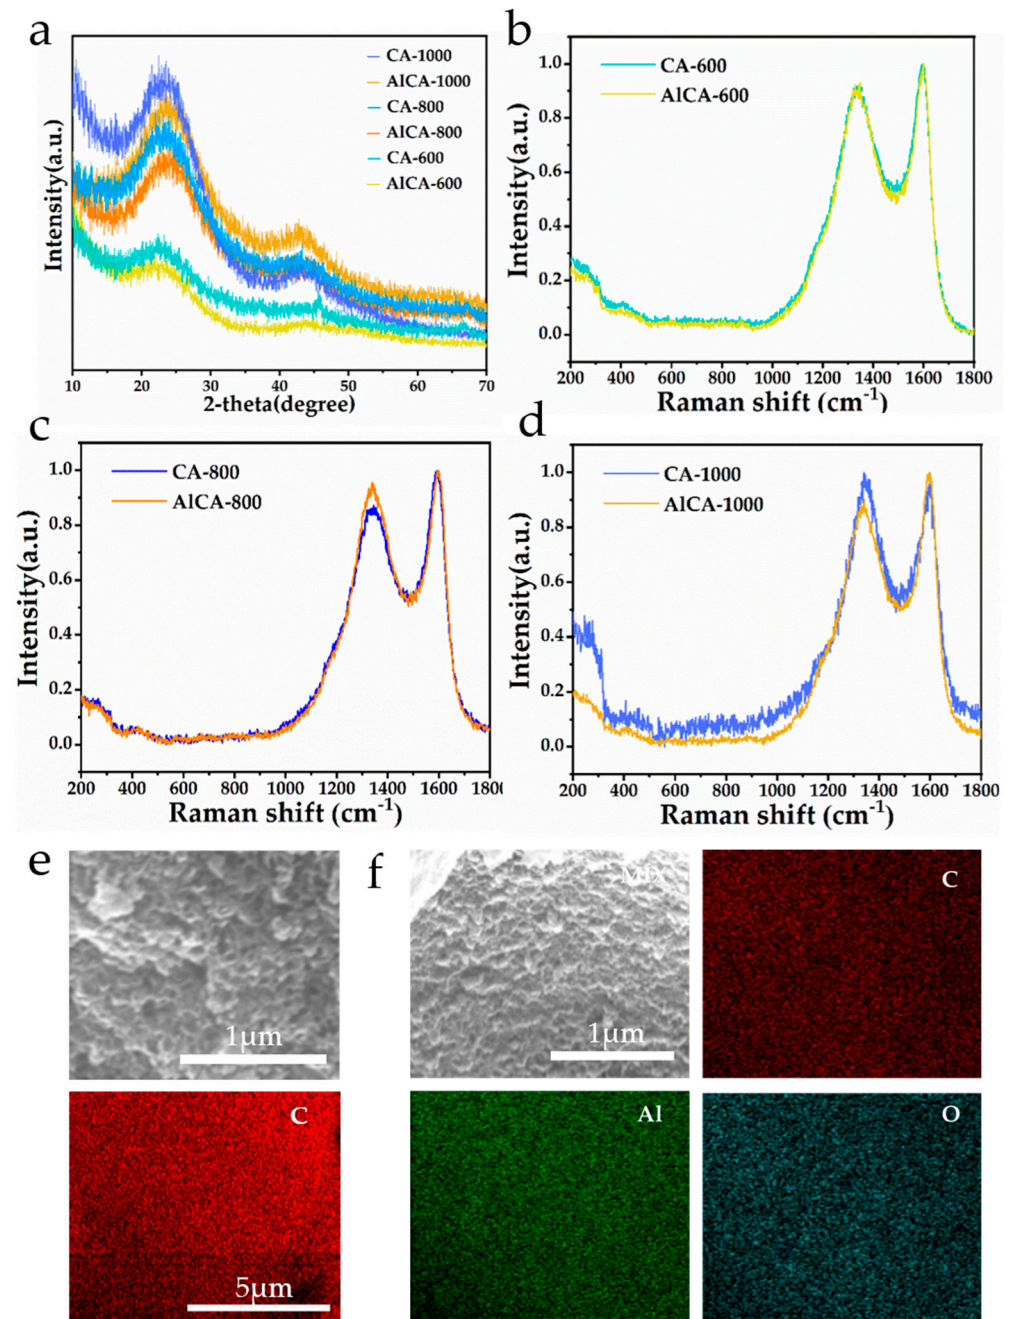 a
CA-1000
AlCA-1000
CA-800
AlCA-800
CA-600
AlCA-600
Intensity(a.u.)
10 20 30 40 50 60 70
2-theta(degree)
b
CA-600
AlCA-600
Intensity(a.u.)
1.0
0.8
0.6
0.4
0.2
0.0
200 400 600 800 1000 1200 1400 1600 1800
Raman shift (cm⁻¹)
c
CA-800
AlCA-800
Intensity(a.u.)
1.0
0.8
0.6
0.4
0.2
0.0
200 400 600 800 1000 1200 1400 1600 1800
Raman shift (cm⁻¹)
d
CA-1000
AlCA-1000
Intensity(a.u.)
1.0
0.8
0.6
0.4
0.2
0.0
200 400 600 800 1000 1200 1400 1600 1800
Raman shift (cm⁻¹)
e
1μm
C
5μm
f
Mix
1μm
C
Al
O